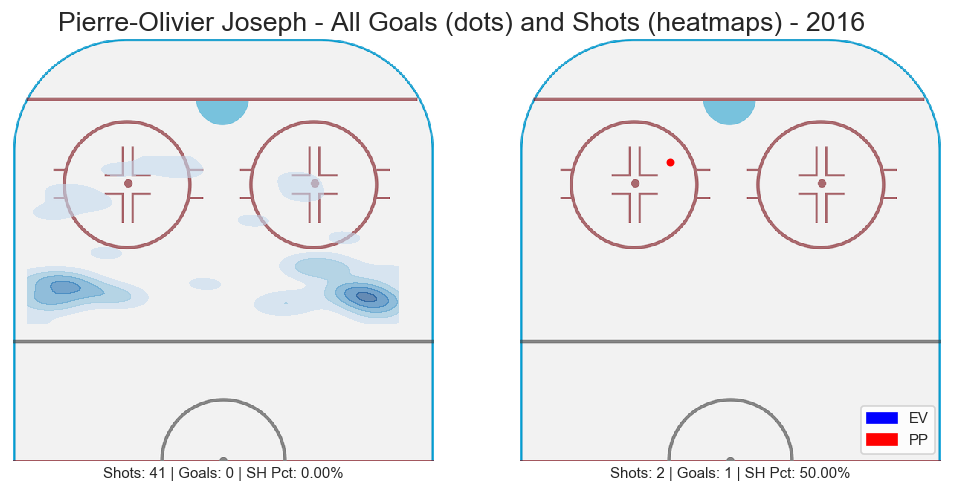 Pierre-Olivier Joseph - All Goals (dots) and Shots (heatmaps) - 2016
EV
PP
Shots: 41 | Goals: 0 | SH Pct: 0.00%
Shots: 2 | Goals: 1 | SH Pct: 50.00%